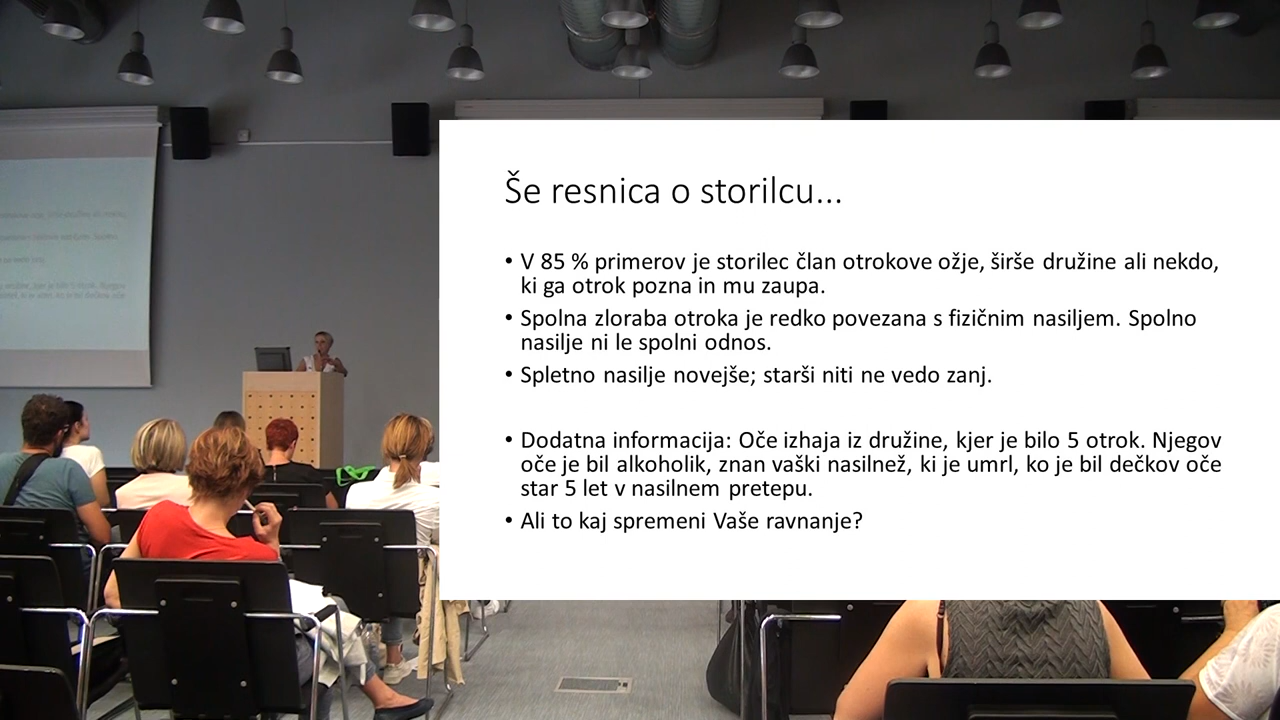 Še resnica o storilcu...
• V 85 % primerov je storilec član otrokove ožje, širše družine ali nekdo,
ki ga otrok pozna in mu zaupa.
• Spolna zloraba otroka je redko povezana s fizičnim nasiljem. Spolno
nasilje ni le spolni odnos.
• Spletno nasilje novejše; starši niti ne vedo zanj.
• Dodatna informacija: Oče izhaja iz družine, kjer je bilo 5 otrok. Njegov
oče je bil alkoholik, znan vaški nasilnež, ki je umrl, ko je bil dečkov oče
star 5 let v nasilnem pretepu.
• Ali to kaj spremeni Vaše ravnanje?